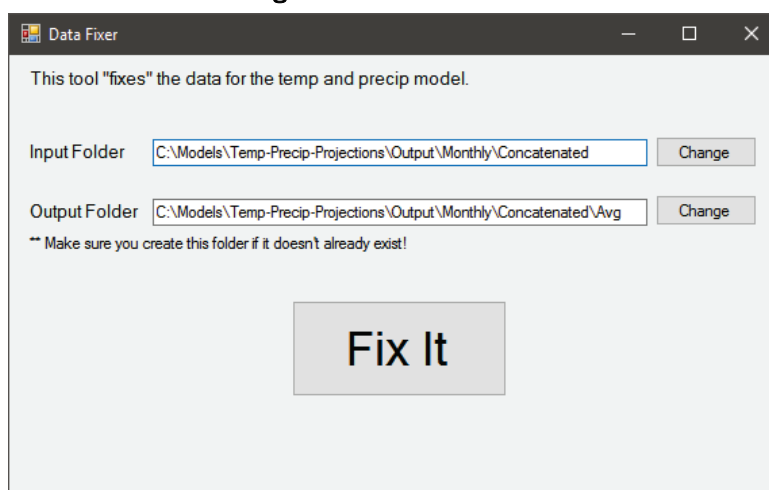 Data Fixer
This tool "fixes" the data for the temp and precip model.
Input Folder C:\Models\Temp-Precip-Projections\Output\Monthly\Concatenated Change
Output Folder C:\Models\Temp-Precip-Projections\Output\Monthly\Concatenated\Avg Change
** Make sure you create this folder if it doesn't already exist!
Fix It